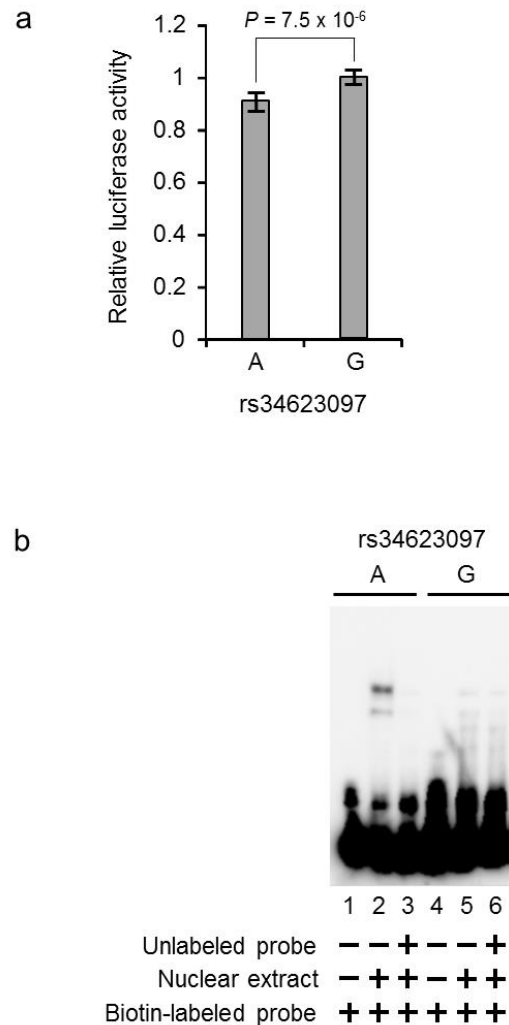 a
P = 7.5 x 10⁻⁶
Relative luciferase activity
1.2
1
0.8
0.6
0.4
0.2
0
A G
rs34623097
b
rs34623097
A G
1 2 3 4 5 6
Unlabeled probe − − + − − +
Nuclear extract − + + − + +
Biotin-labeled probe + + + + + +